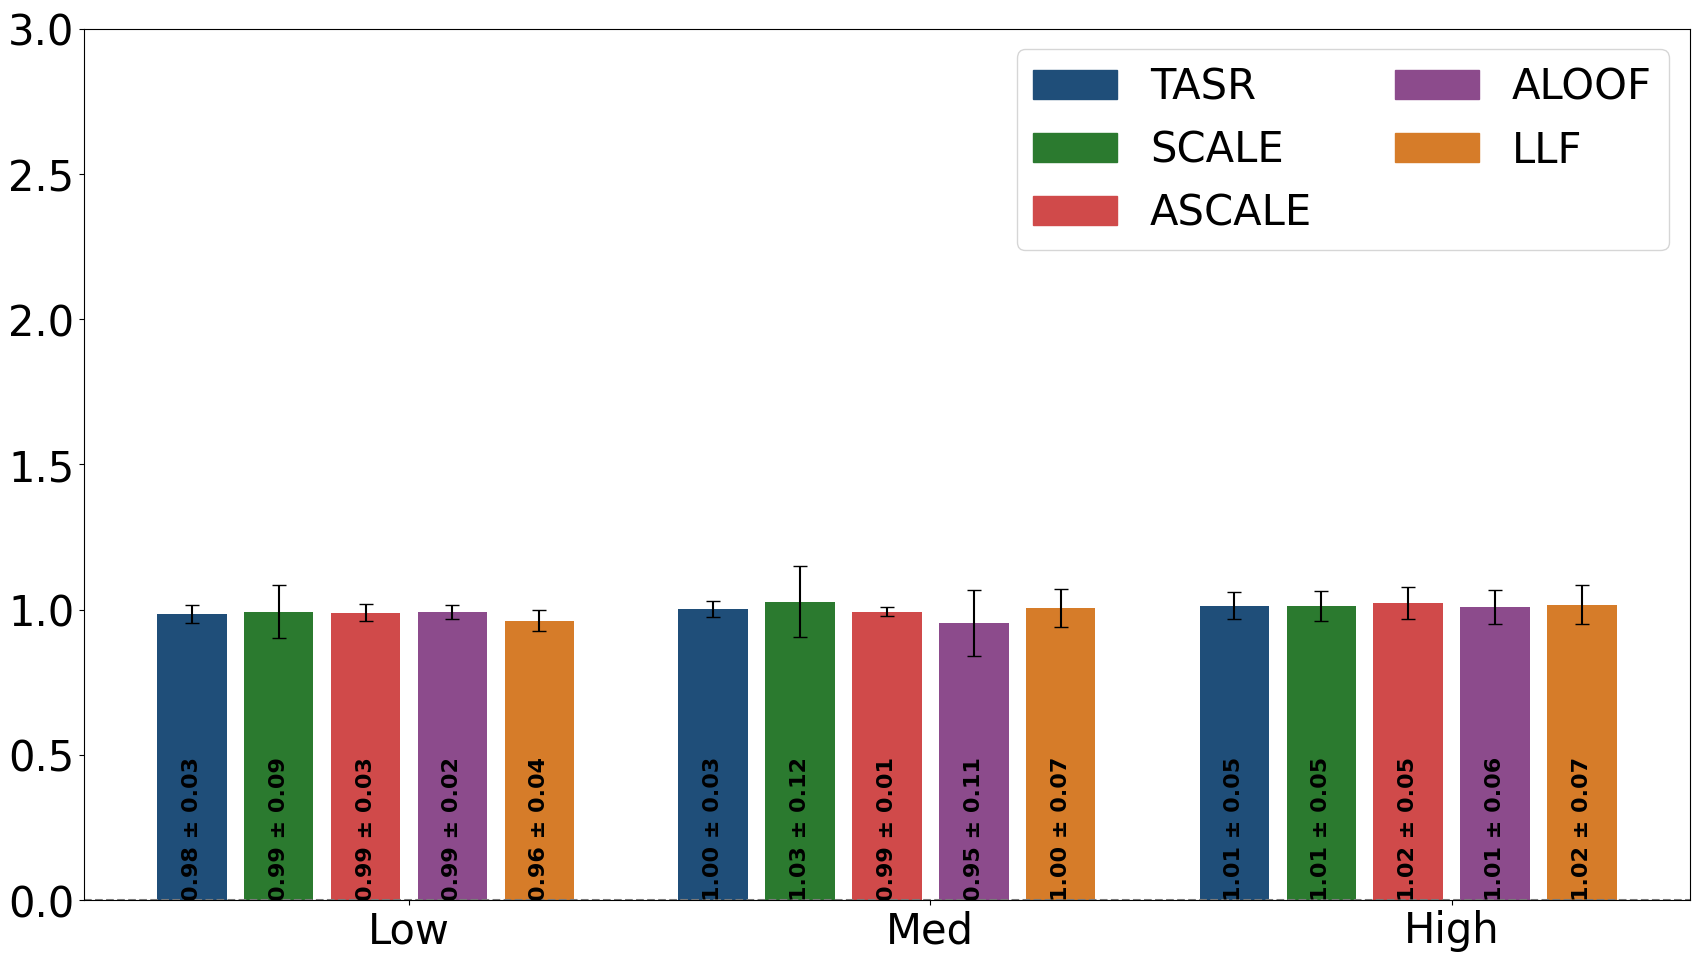 3.0
2.5
2.0
1.5
1.0
0.5
0.0
TASR
SCALE
ASCALE
ALOOF
LLF
0.98 ± 0.03
0.99 ± 0.09
0.99 ± 0.03
0.99 ± 0.02
0.96 ± 0.04
1.00 ± 0.03
1.03 ± 0.12
0.99 ± 0.01
0.95 ± 0.11
1.00 ± 0.07
1.01 ± 0.05
1.01 ± 0.05
1.02 ± 0.05
1.01 ± 0.06
1.02 ± 0.07
Low
Med
High